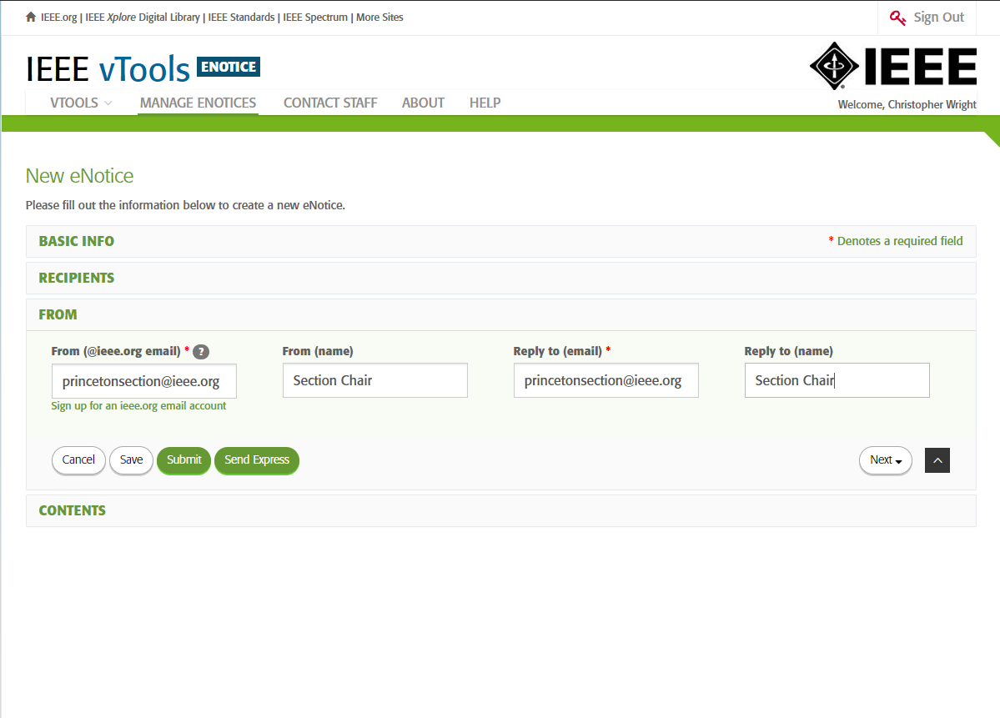 IEEE.org | IEEE Xplore Digital Library | IEEE Standards | IEEE Spectrum | More Sites
Sign Out
IEEE vTools ENOTICE
IEEE
VTOOLS MANAGE ENOTICES CONTACT STAFF ABOUT HELP
Welcome, Christopher Wright
New eNotice
Please fill out the information below to create a new eNotice.
BASIC INFO
* Denotes a required field
RECIPIENTS
FROM
From (@ieee.org email) * ?
From (name)
Reply to (email) *
Reply to (name)
princetonsection@ieee.org
Section Chair
princetonsection@ieee.org
Section Chair
Sign up for an ieee.org email account
Cancel Save Submit Send Express
Next
CONTENTS